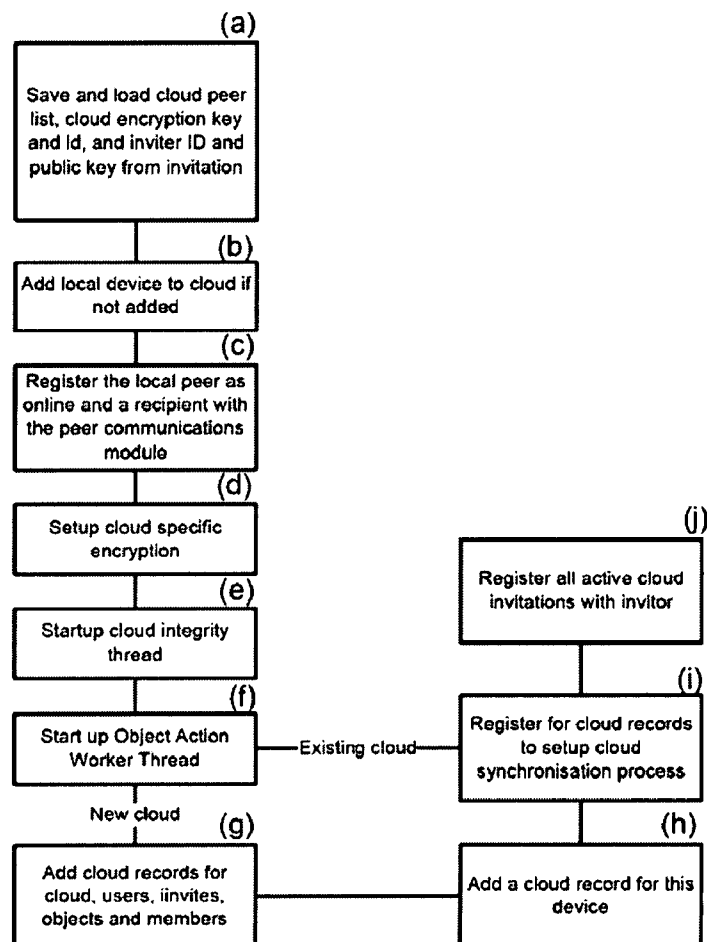 (a)
Save and load cloud peer
list, cloud encryption key
and Id, and inviter ID and
public key from invitation
(b)
Add local device to cloud if
not added
(c)
Register the local peer as
online and a recipient with
the peer communications
module
(d)
Setup cloud specific
encryption
(e)
Startup cloud integrity
thread
(f)
Start up Object Action
Worker Thread
Existing cloud
New cloud
(g)
Add cloud records for
cloud, users, iinvites,
objects and members
(j)
Register all active cloud
invitations with invitor
(i)
Register for cloud records
to setup cloud
synchronisation process
(h)
Add a cloud record for this
device